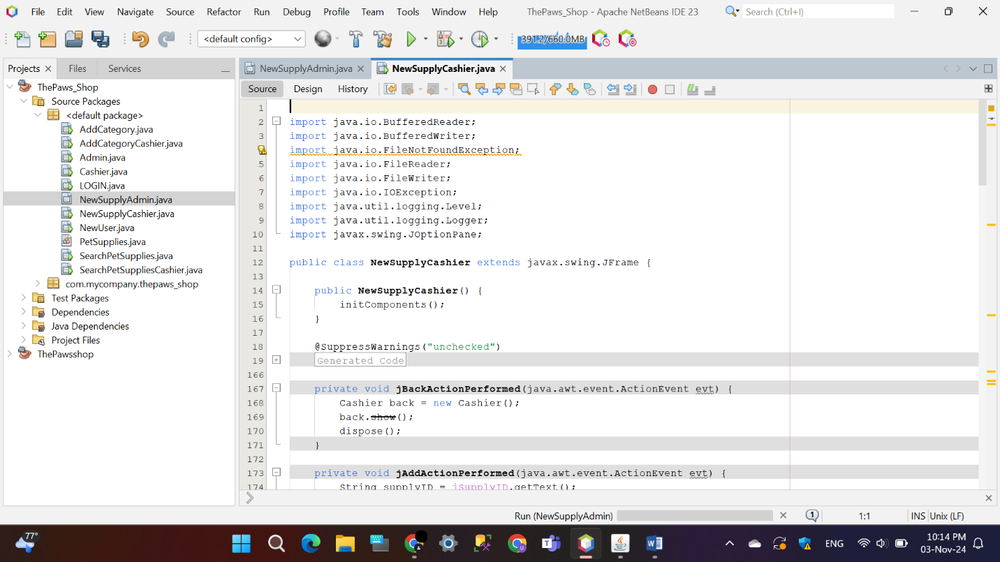 File Edit View Navigate Source Refactor Run Debug Profile Team Tools Window Help ThePaws_Shop - Apache NetBeans IDE 23 Search (Ctrl+I)
<default config> 391.2/660.0MB
Projects Files Services
ThePaws_Shop
Source Packages
<default package>
AddCategory.java
AddCategoryCashier.java
Admin.java
Cashier.java
LOGIN.java
NewSupplyAdmin.java
NewSupplyCashier.java
NewUser.java
PetSupplies.java
SearchPetSupplies.java
SearchPetSuppliesCashier.java
com.mycompany.thepaws_shop
Test Packages
Dependencies
Java Dependencies
Project Files
ThePawsshop
NewSupplyAdmin.java NewSupplyCashier.java
Source Design History
1
2 import java.io.BufferedReader;
3 import java.io.BufferedWriter;
import java.io.FileNotFoundException;
5 import java.io.FileReader;
6 import java.io.FileWriter;
7 import java.io.IOException;
8 import java.util.logging.Level;
9 import java.util.logging.Logger;
10 import javax.swing.JOptionPane;
11
12 public class NewSupplyCashier extends javax.swing.JFrame {
13
14 public NewSupplyCashier() {
15 initComponents();
16 }
17
18 @SuppressWarnings("unchecked")
19 Generated Code
166
167 private void jBackActionPerformed(java.awt.event.ActionEvent evt) {
168 Cashier back = new Cashier();
169 back.show();
170 dispose();
171 }
172
173 private void jAddActionPerformed(java.awt.event.ActionEvent evt) {
174 String supplyID = jSupplyID.getText();
Run (NewSupplyAdmin) 1 1:1 INS Unix (LF)
77° ENG 10:14 PM
03-Nov-24